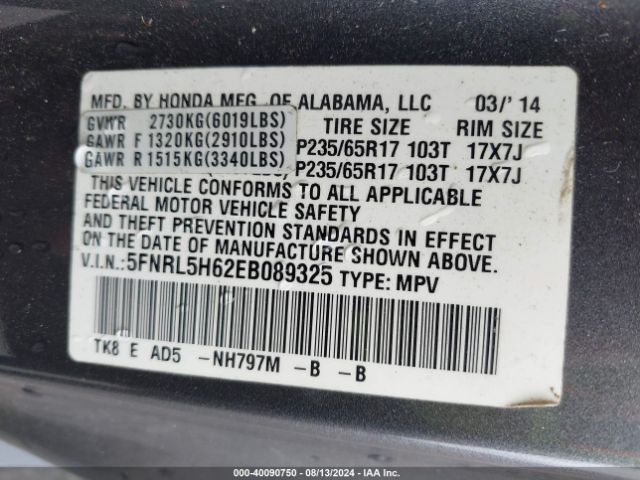 MFD. BY HONDA MFG. OF ALABAMA, LLC 03/'14
GVWR 2730KG(6019LBS) TIRE SIZE RIM SIZE
GAWR F 1320KG(2910LBS) P235/65R17 103T 17X7J
GAWR R 1515KG(3340LBS) P235/65R17 103T 17X7J
THIS VEHICLE CONFORMS TO ALL APPLICABLE
FEDERAL MOTOR VEHICLE SAFETY
AND THEFT PREVENTION STANDARDS IN EFFECT
ON THE DATE OF MANUFACTURE SHOWN ABOVE.
V.I.N.:5FNRL5H62EB089325 TYPE: MPV
TK8 E AD5 -NH797M -B -B
000-40090750 - 08/13/2024 - IAA Inc.